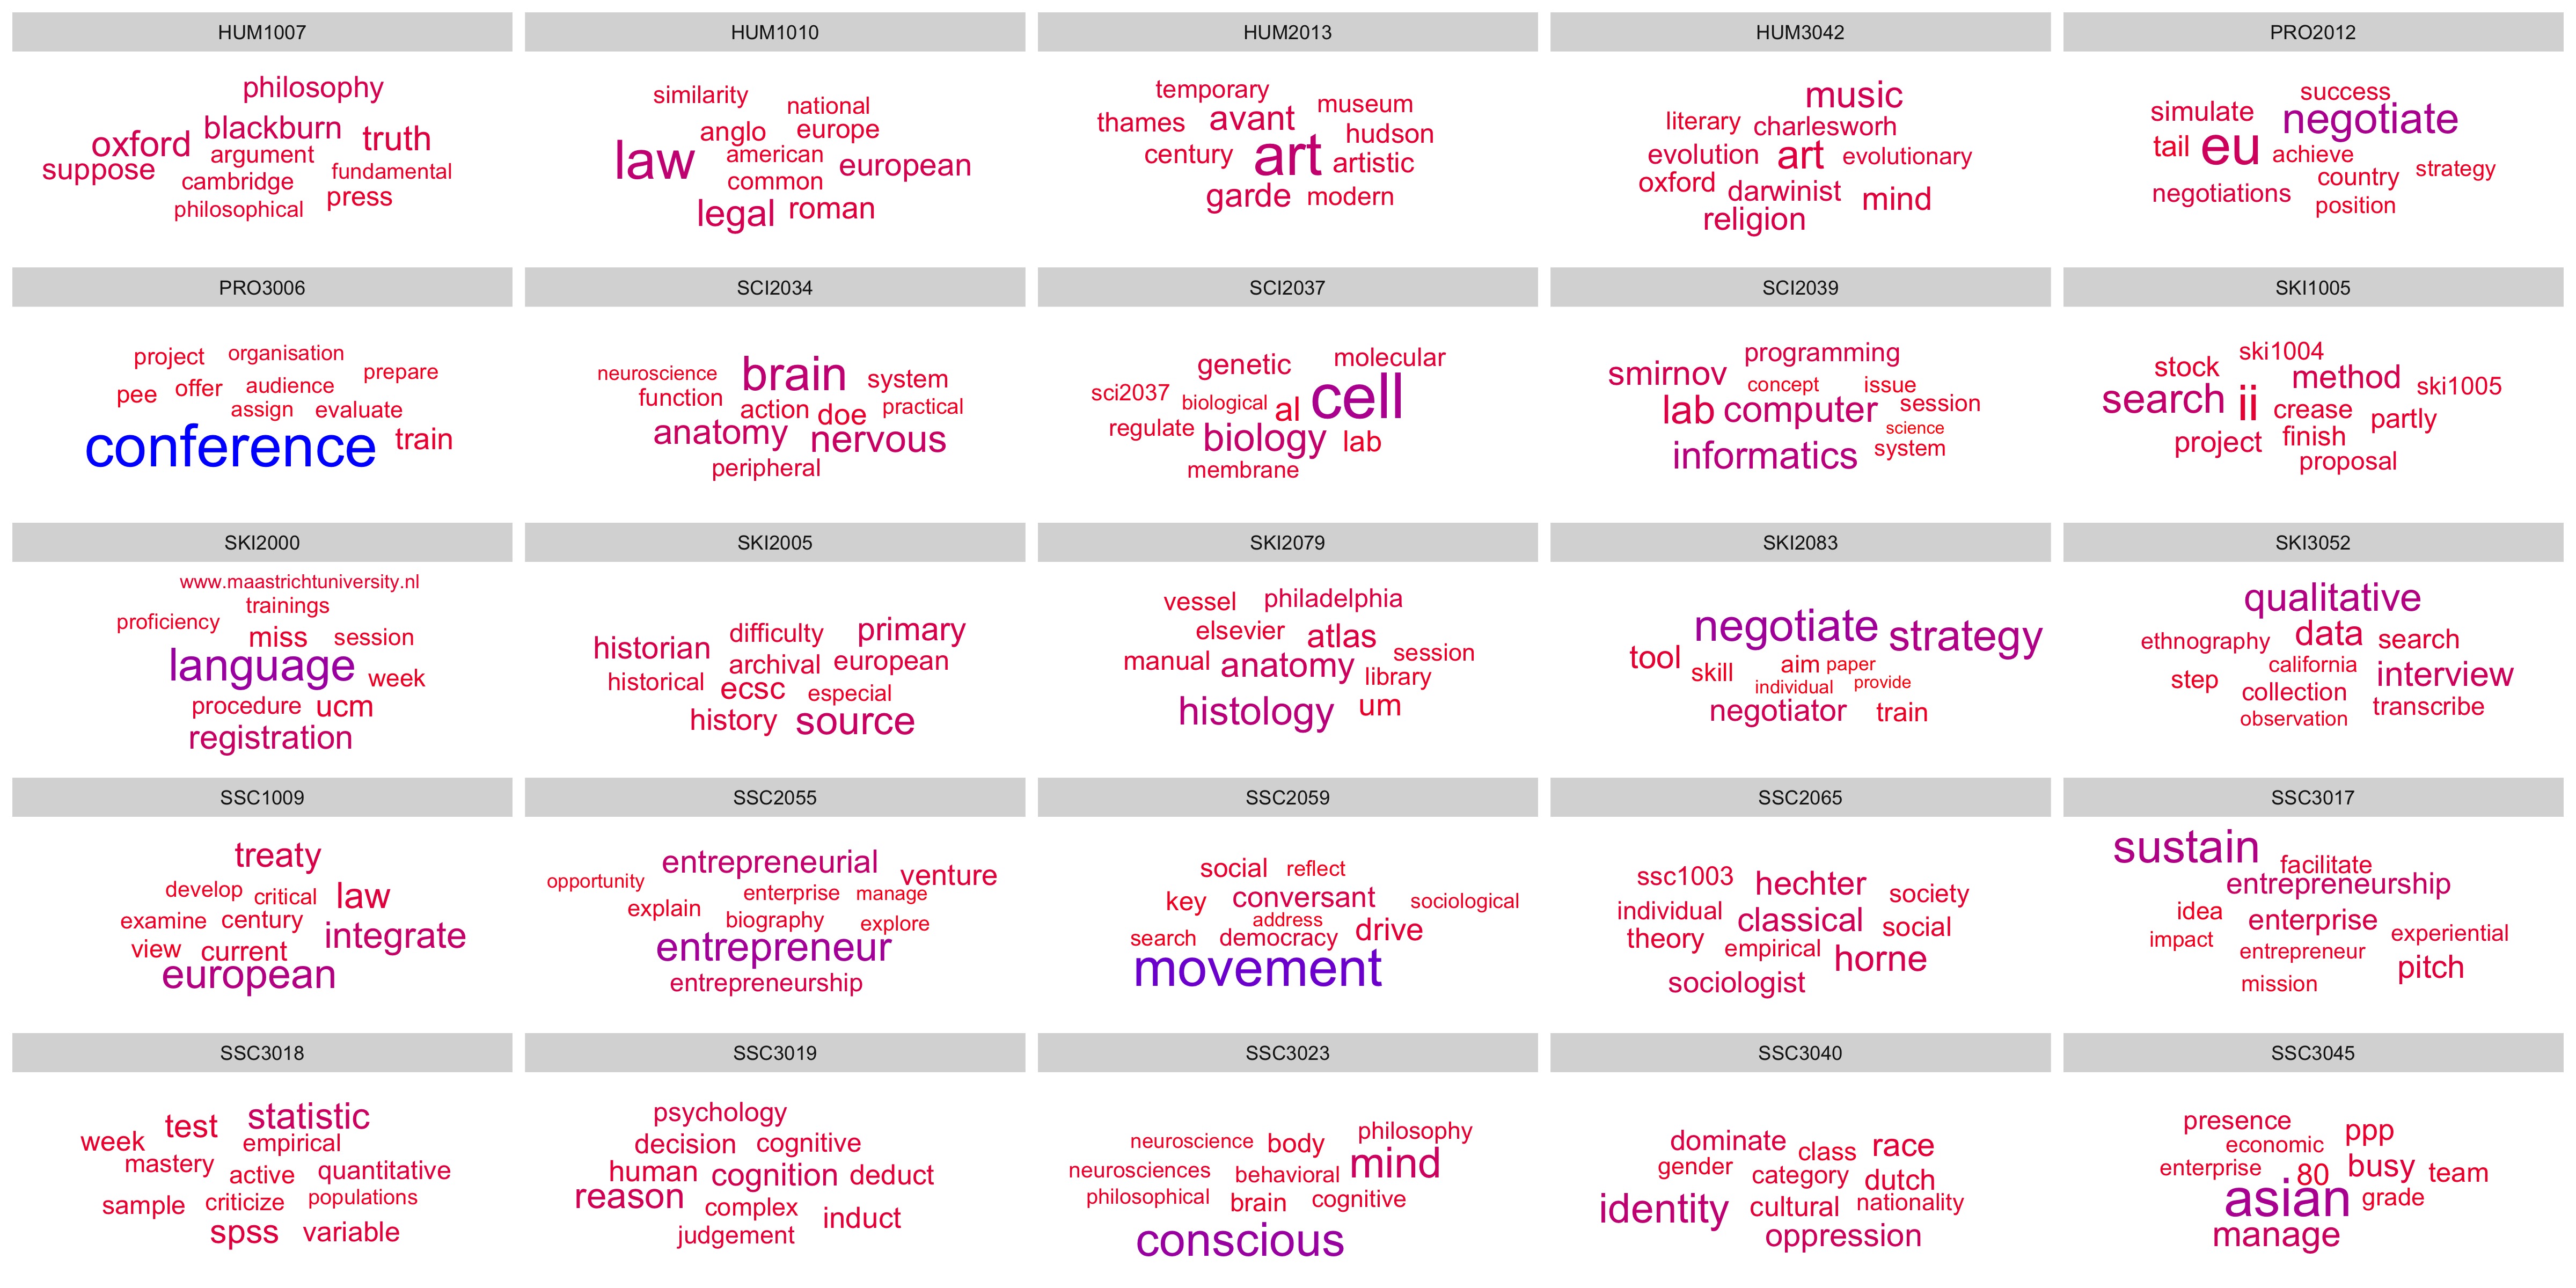 HUM1007
philosophy
oxford blackburn truth
suppose argument fundamental
cambridge press
philosophical
HUM1010
similarity national
anglo europe
law american european
common
legal roman
HUM2013
temporary museum
thames avant hudson
century art artistic
garde modern
HUM3042
music
literary charlesworh
evolution art evolutionary
oxford darwinist mind
religion
PRO2012
success
simulate negotiate
tail eu achieve
country strategy
negotiations position
PRO3006
project organisation
pee offer audience prepare
assign evaluate
conference train
SCI2034
neuroscience brain system
function action doe practical
anatomy nervous
peripheral
SCI2037
genetic molecular
sci2037 biological al cell
regulate biology lab
membrane
SCI2039
programming
smirnov concept issue
lab computer session
science
informatics system
SKI1005
stock ski1004
search ii method ski1005
crease partly
project finish
proposal
SKI2000
www.maastrichtuniversity.nl
trainings
proficiency miss session
language week
procedure ucm
registration
SKI2005
historian difficulty primary
archival european
historical ecsc especial
history source
SKI2079
vessel philadelphia
elsevier atlas
manual anatomy session
library
histology um
SKI2083
negotiate strategy
tool skill aim paper
individual provide
negotiator train
SKI3052
qualitative
ethnography data search
california
step collection interview
observation transcribe
SSC1009
treaty
develop critical law
examine century
view current integrate
european
SSC2055
entrepreneurial
opportunity enterprise manage venture
explain biography explore
entrepreneur
entrepreneurship
SSC2059
social reflect
key conversant sociological
address
search democracy drive
movement
SSC2065
ssc1003 hechter society
individual classical social
theory empirical horne
sociologist
SSC3017
sustain facilitate
entrepreneurship
idea enterprise
impact entrepreneur experiential
mission pitch
SSC3018
test statistic
week empirical
mastery active quantitative
sample criticize populations
spss variable
SSC3019
psychology
decision cognitive
human cognition deduct
reason complex induct
judgement
SSC3023
neuroscience body philosophy
neurosciences behavioral mind
philosophical brain cognitive
conscious
SSC3040
dominate class race
gender category dutch
identity cultural nationality
oppression
SSC3045
presence ppp
economic
enterprise 80 busy team
asian grade
manage